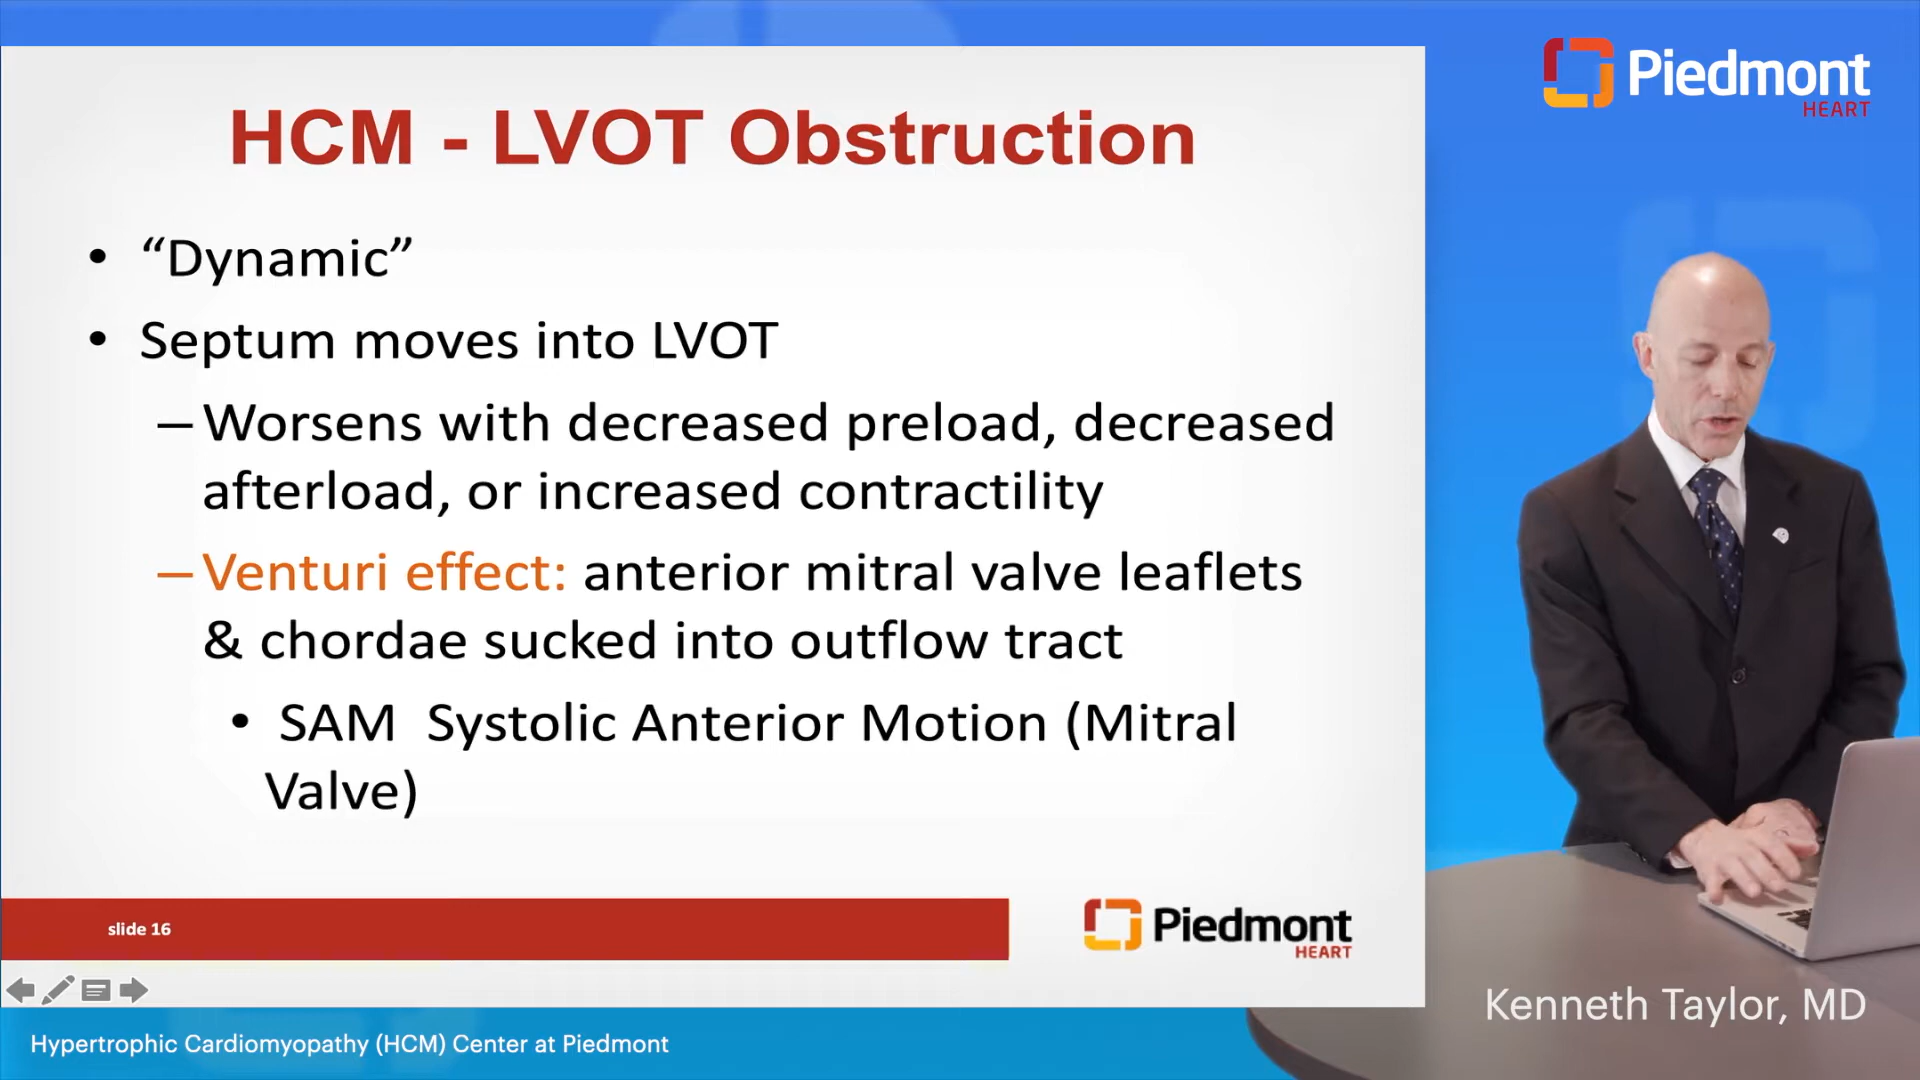 Piedmont
HEART
HCM - LVOT Obstruction
• “Dynamic”
• Septum moves into LVOT
– Worsens with decreased preload, decreased
afterload, or increased contractility
– Venturi effect: anterior mitral valve leaflets
& chordae sucked into outflow tract
• SAM  Systolic Anterior Motion (Mitral
Valve)
slide 16
Piedmont
HEART
Kenneth Taylor, MD
Hypertrophic Cardiomyopathy (HCM) Center at Piedmont